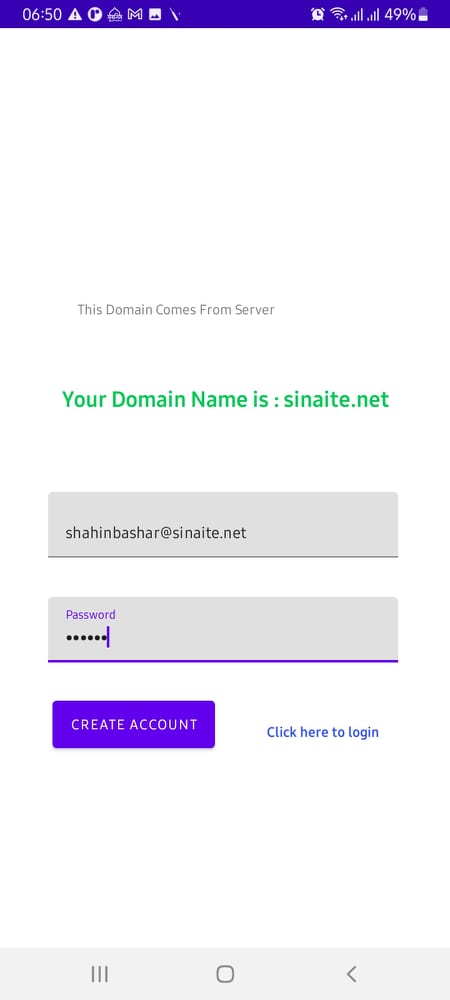 06:50 49%
This Domain Comes From Server
Your Domain Name is : sinaite.net
shahinbashar@sinaite.net
Password
••••••
CREATE ACCOUNT
Click here to login